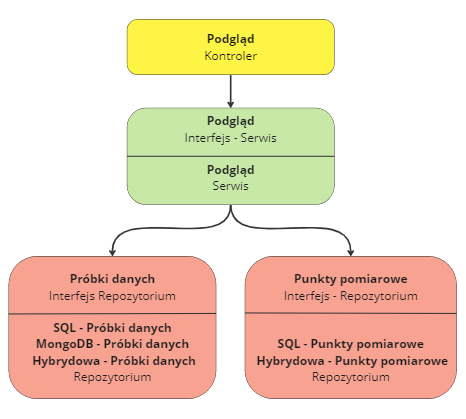 Podgląd
Kontroler
Podgląd
Interfejs - Serwis
Podgląd
Serwis
Próbki danych
Interfejs Repozytorium
SQL - Próbki danych
MongoDB - Próbki danych
Hybrydowa - Próbki danych
Repozytorium
Punkty pomiarowe
Interfejs - Repozytorium
SQL - Punkty pomiarowe
Hybrydowa - Punkty pomiarowe
Repozytorium